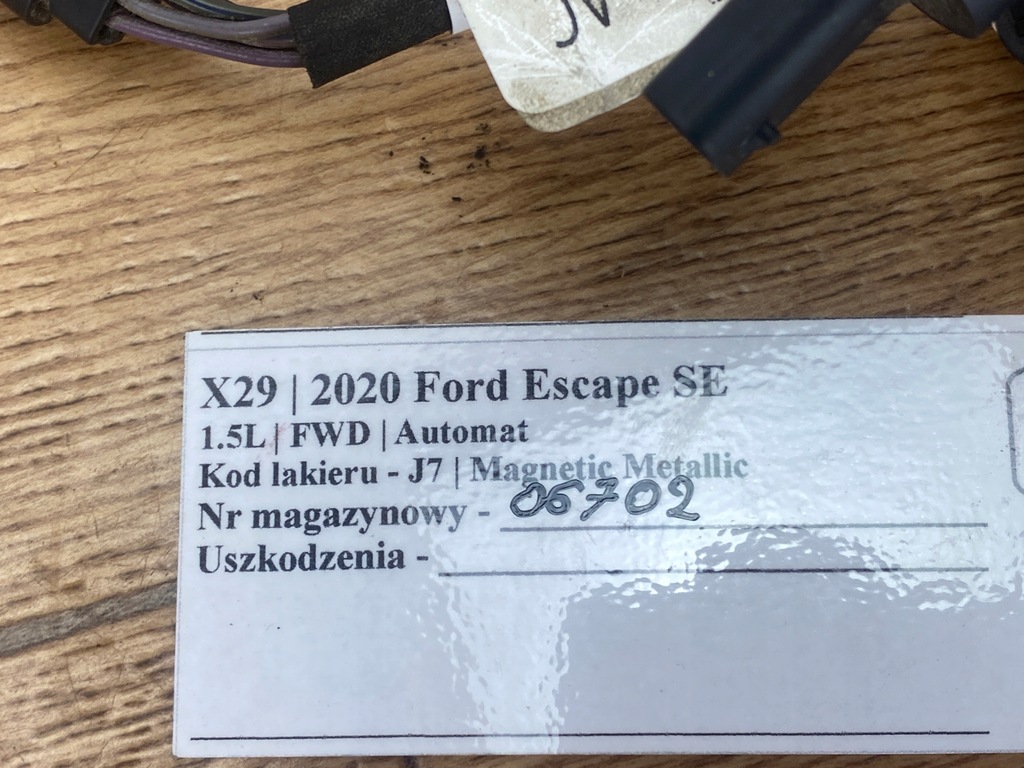 X29 | 2020 Ford Escape SE
1.5L | FWD | Automat
Kod lakieru - J7 | Magnetic Metallic
Nr magazynowy - 06702
Uszkodzenia -